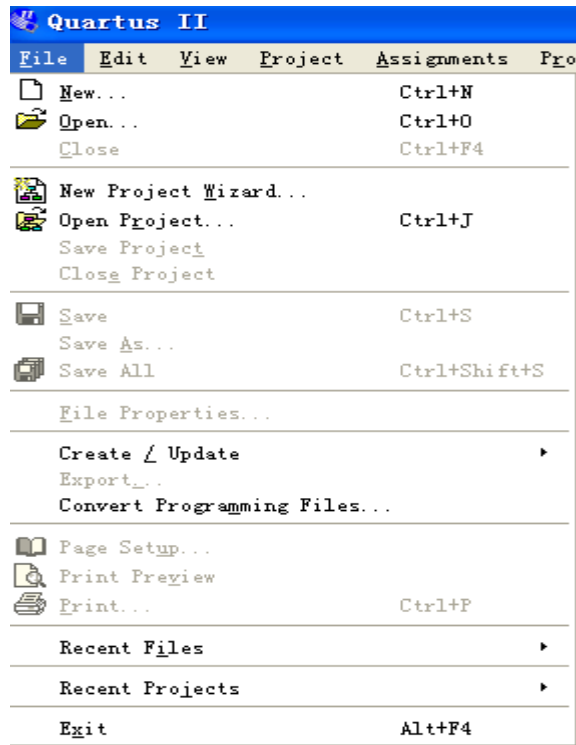 Quartus II
File Edit View Project Assignments Pro
New... Ctrl+N
Open... Ctrl+O
Close Ctrl+F4
New Project Wizard...
Open Project... Ctrl+J
Save Project
Close Project
Save Ctrl+S
Save As...
Save All Ctrl+Shift+S
File Properties...
Create / Update
Export...
Convert Programming Files...
Page Setup...
Print Preview
Print... Ctrl+P
Recent Files
Recent Projects
Exit Alt+F4